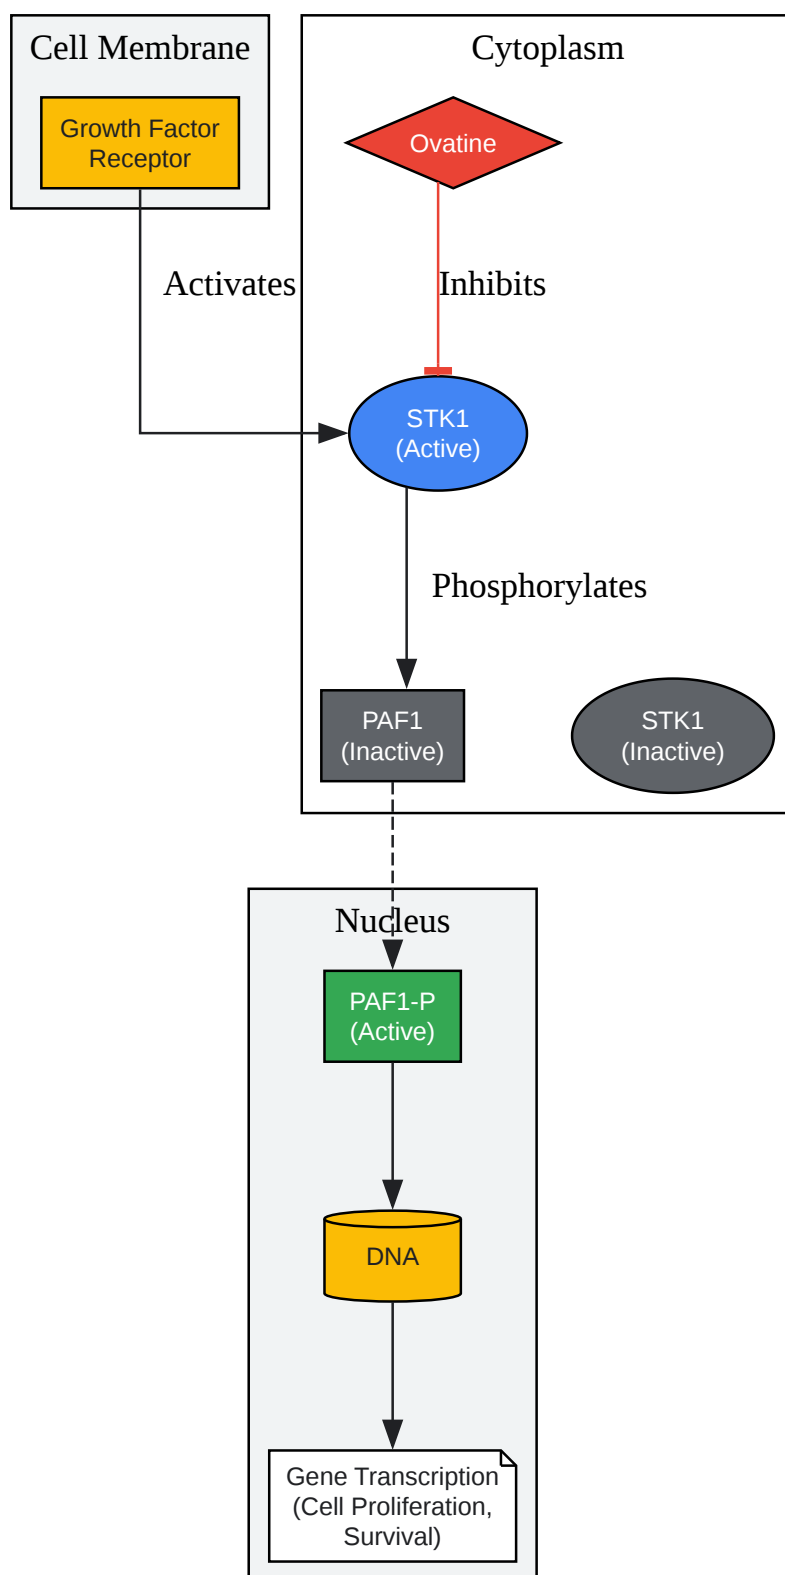 Cell Membrane
Cytoplasm
Growth Factor
Receptor
Ovatine
Activates
Inhibits
STK1
(Active)
Phosphorylates
PAF1
(Inactive)
STK1
(Inactive)
Nucleus
PAF1-P
(Active)
DNA
Gene Transcription
(Cell Proliferation,
Survival)